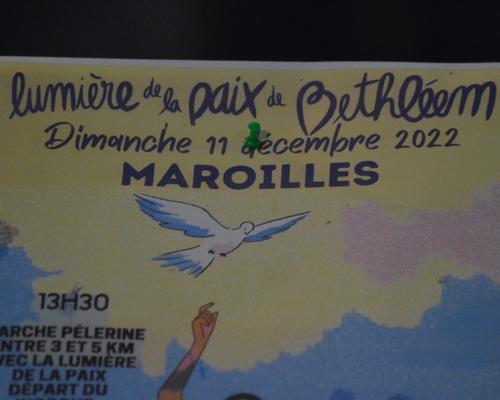 lumière de la paix de Bethléem
Dimanche 11 décembre 2022
MAROILLES
13H30
ARCHE PÉLERINE
NTRE 3 ET 5 KM
VEC LA LUMIÈRE
DE LA PAIX
DÉPART DU